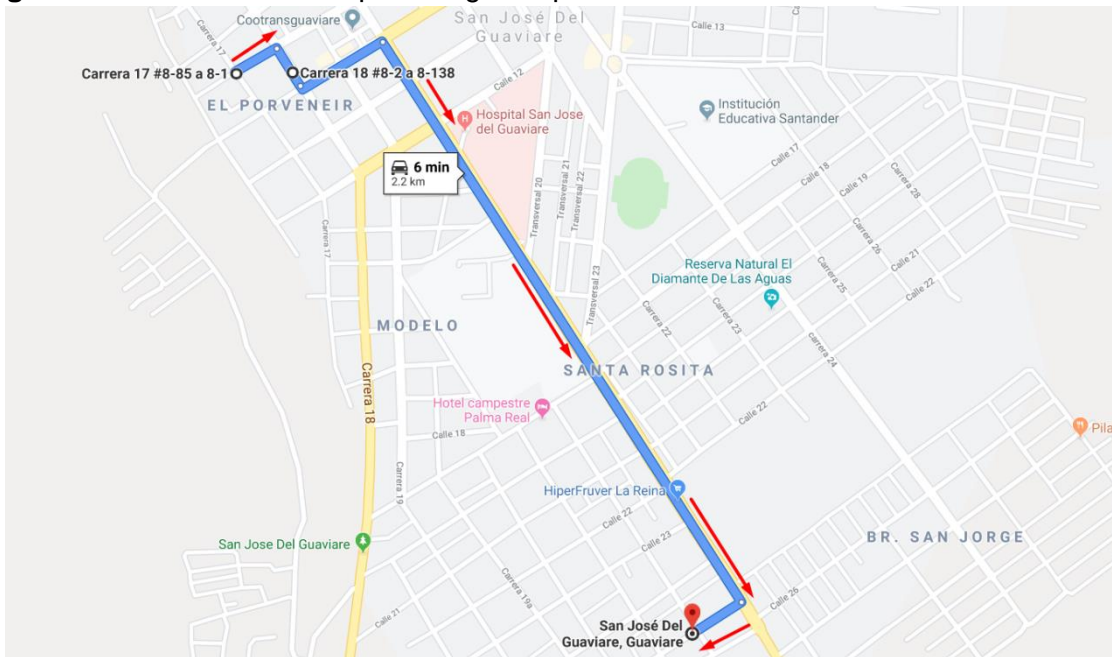 Cootransguaviare
San José Del
Guaviare
Calle 13
Carrera 17
Carrera 17 #8-85 a 8-1
Carrera 18 #8-2 a 8-138
EL PORVENEIR
Calle 12
Hospital San Jose
del Guaviare
Institución
Educativa Santander
6 min
2.2 km
Calle 17
Calle 18
Calle 19
Carrera 28
Transversal 20
Transversal 21
Transversal 22
Carrera 26
Calle 21
Carrera 17
Transversal 23
Reserva Natural El
Diamante De Las Aguas
Carrera 25
Calle 22
Carrera 22
Carrera 23
MODELO
carrera 24
Carrera 18
SANTA ROSITA
Hotel campestre
Palma Real
Calle 22
Calle 18
Pila
Carrera 19
HiperFruver La Reina
Calle 22
San Jose Del Guaviare
Calle 23
BR. SAN JORGE
Carrera 19a
Calle 26
Calle 21
San José Del
Guaviare, Guaviare